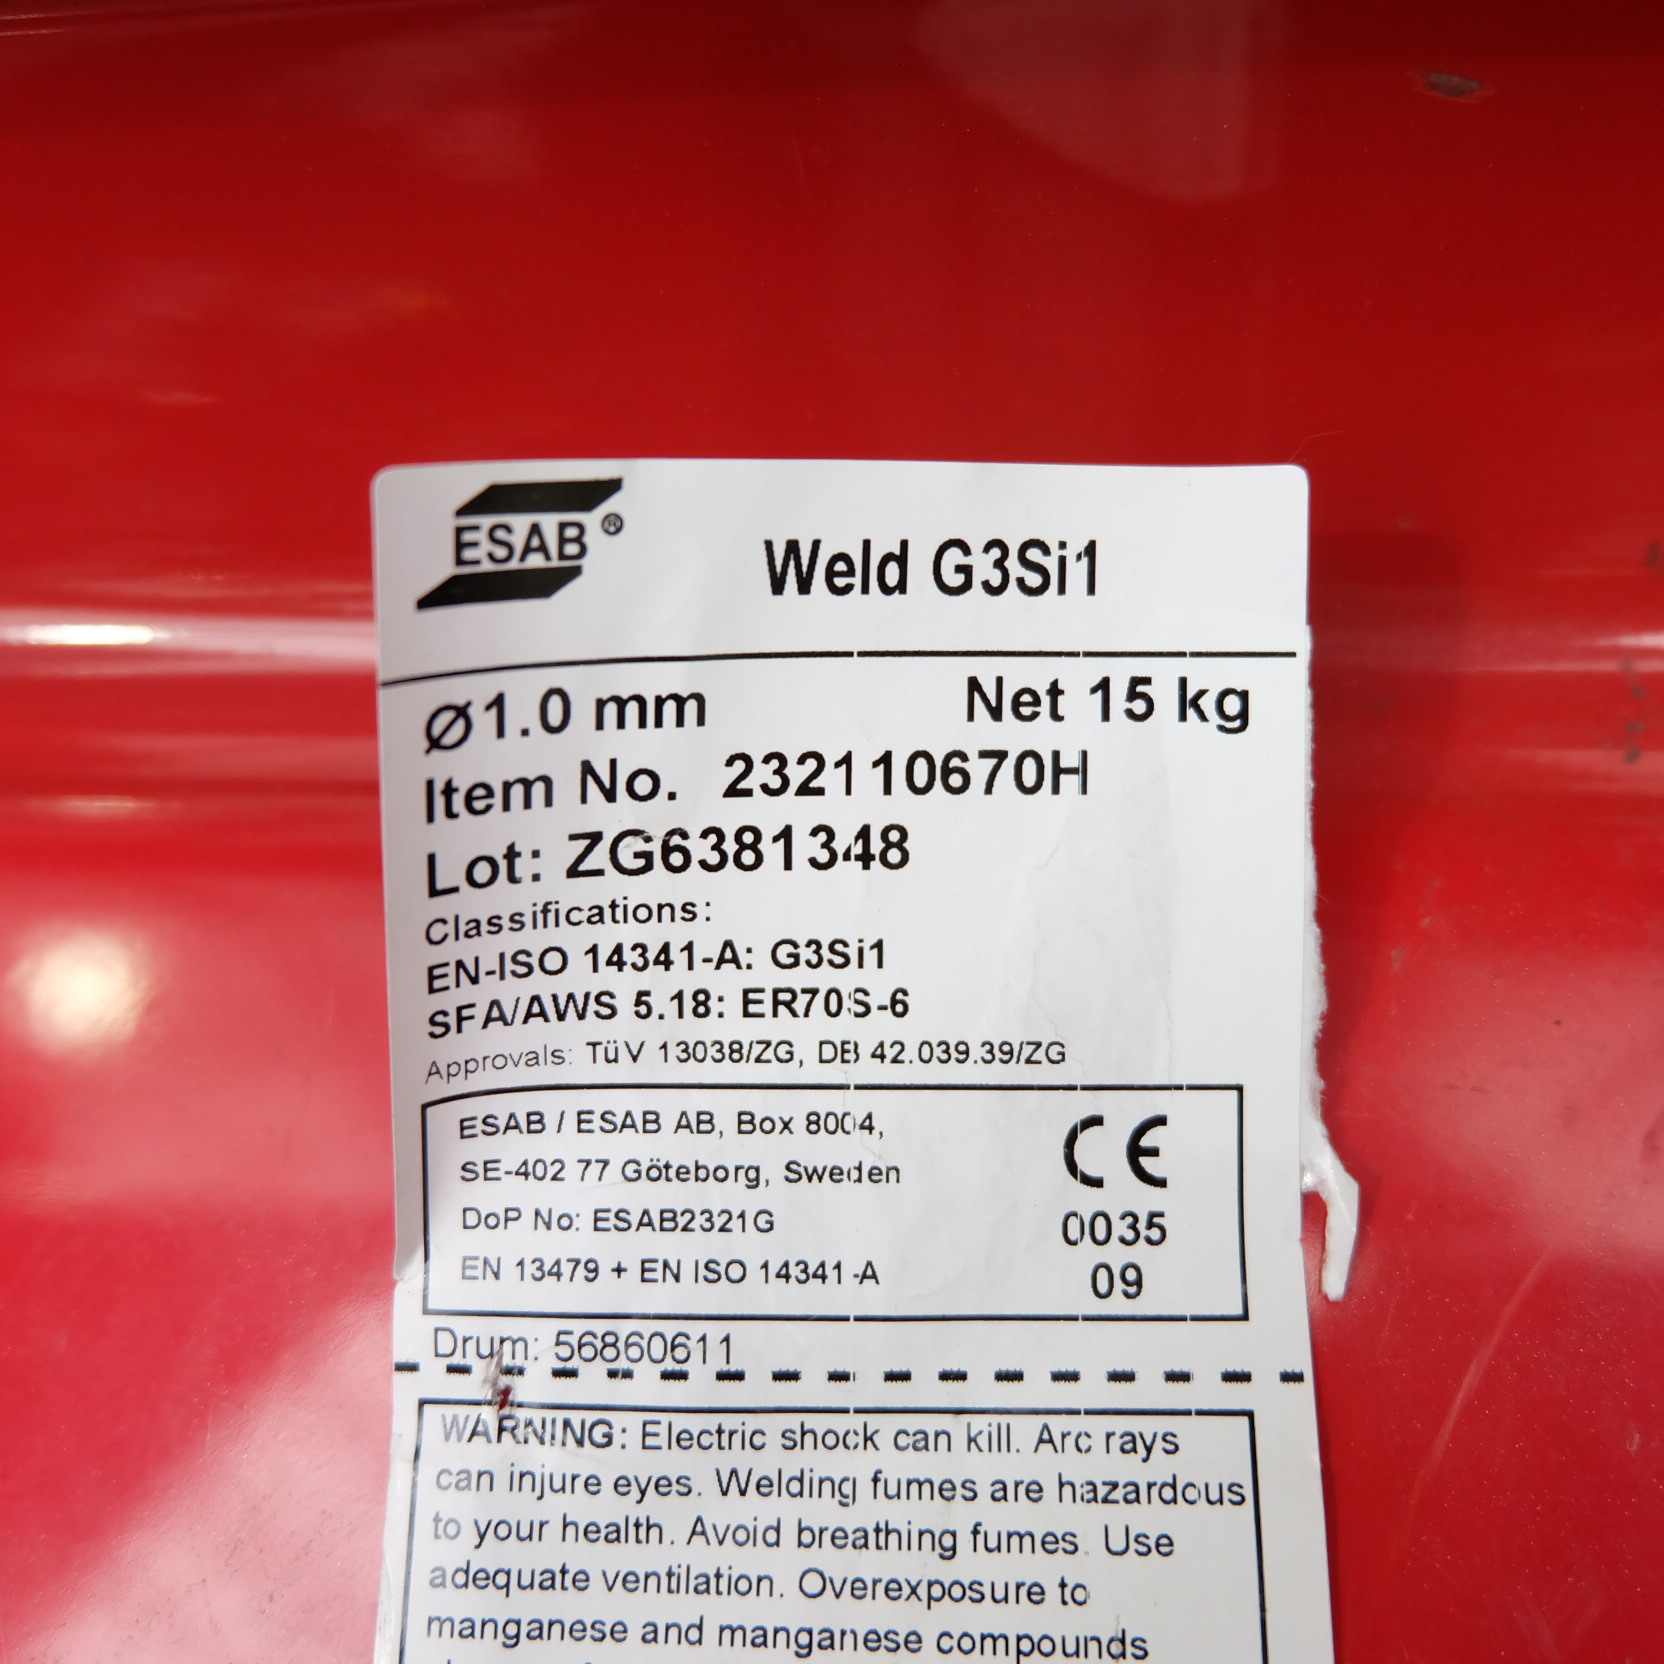 ESAB®
Weld G3Si1
Ø1.0 mm Net 15 kg
Item No. 232110670H
Lot: ZG6381348
Classifications:
EN-ISO 14341-A: G3Si1
SFA/AWS 5.18: ER70S-6
Approvals: TüV 13038/ZG, DB 42.039.39/ZG
ESAB / ESAB AB, Box 8004,
SE-402 77 Göteborg, Sweden
DoP No: ESAB2321G
EN 13479 + EN ISO 14341-A
CE
0035
09
Drum: 56860611
WARNING: Electric shock can kill. Arc rays
can injure eyes. Welding fumes are hazardous
to your health. Avoid breathing fumes. Use
adequate ventilation. Overexposure to
manganese and manganese compounds